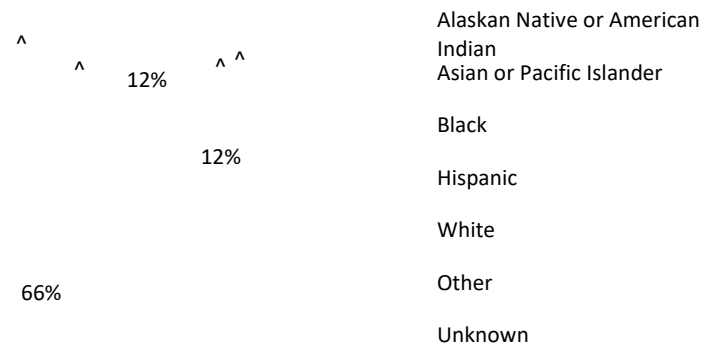 ^
^
12%
^
^
12%
66%
Alaskan Native or American
Indian
Asian or Pacific Islander
Black
Hispanic
White
Other
Unknown